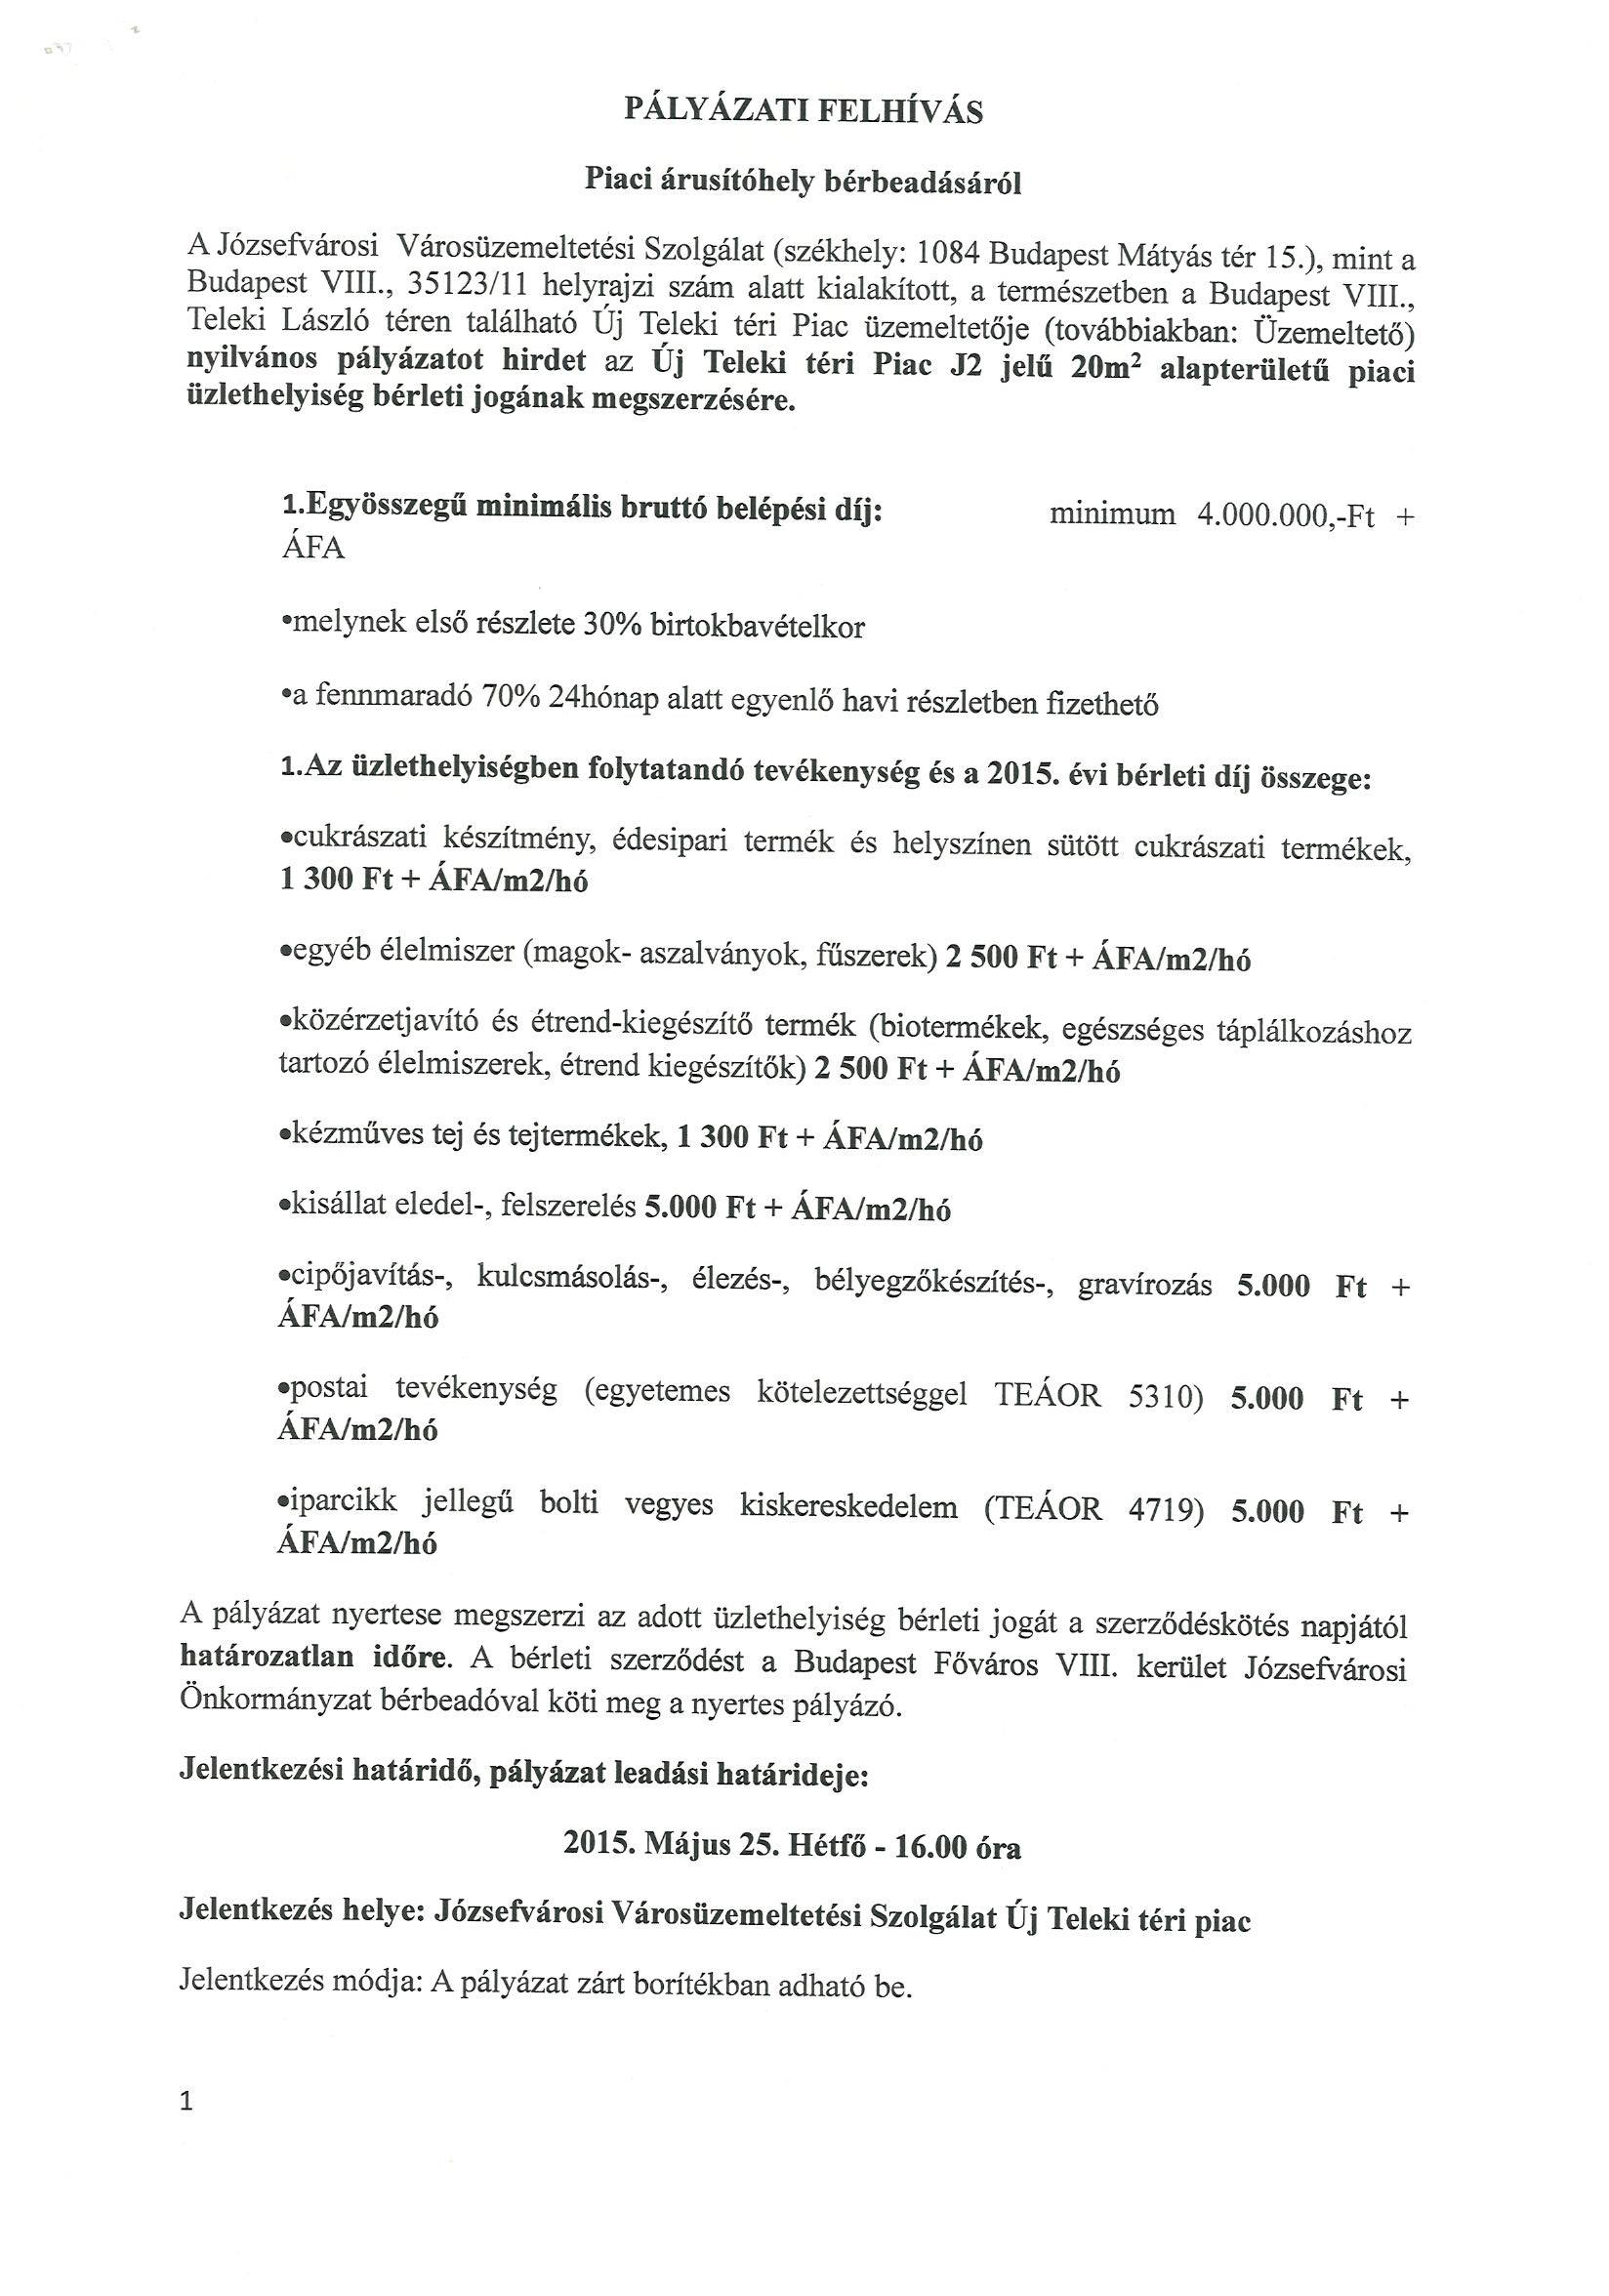 PÁLYÁZATI FELHÍVÁS
Piaci árusítóhely bérbeadásáról
A Józsefvárosi Városüzemeltetési Szolgálat (székhely: 1084 Budapest Mátyás tér 15.), mint a
Budapest VIII., 35123/11 helyrajzi szám alatt kialakított, a természetben a Budapest VIII.,
Teleki László téren található Új Teleki téri Piac üzemeltetője (továbbiakban: Üzemeltető)
nyilvános pályázatot hirdet az Új Teleki téri Piac J2 jelű 20m² alapterületű piaci
üzlethelyiség bérleti jogának megszerzésére.
1.Egyösszegű minimális bruttó belépési díj: minimum 4.000.000,-Ft +
ÁFA
•melynek első részlete 30% birtokbavételkor
•a fennmaradó 70% 24hónap alatt egyenlő havi részletben fizethető
1.Az üzlethelyiségben folytatandó tevékenység és a 2015. évi bérleti díj összege:
•cukrászati készítmény, édesipari termék és helyszínen sütött cukrászati termékek,
1 300 Ft + ÁFA/m2/hó
•egyéb élelmiszer (magok- aszalványok, fűszerek) 2 500 Ft + ÁFA/m2/hó
•közérzetjavító és étrend-kiegészítő termék (biotermékek, egészséges táplálkozáshoz
tartozó élelmiszerek, étrend kiegészítők) 2 500 Ft + ÁFA/m2/hó
•kézműves tej és tejtermékek, 1 300 Ft + ÁFA/m2/hó
•kisállat eledel-, felszerelés 5.000 Ft + ÁFA/m2/hó
•cipőjavítás-, kulcsmásolás-, élezés-, bélyegzőkészítés-, gravírozás 5.000 Ft +
ÁFA/m2/hó
•postai tevékenység (egyetemes kötelezettséggel TEÁOR 5310) 5.000 Ft +
ÁFA/m2/hó
•iparcikk jellegű bolti vegyes kiskereskedelem (TEÁOR 4719) 5.000 Ft +
ÁFA/m2/hó
A pályázat nyertese megszerzi az adott üzlethelyiség bérleti jogát a szerződéskötés napjától
határozatlan időre. A bérleti szerződést a Budapest Főváros VIII. kerület Józsefvárosi
Önkormányzat bérbeadóval köti meg a nyertes pályázó.
Jelentkezési határidő, pályázat leadási határideje:
2015. Május 25. Hétfő - 16.00 óra
Jelentkezés helye: Józsefvárosi Városüzemeltetési Szolgálat Új Teleki téri piac
Jelentkezés módja: A pályázat zárt borítékban adható be.
1